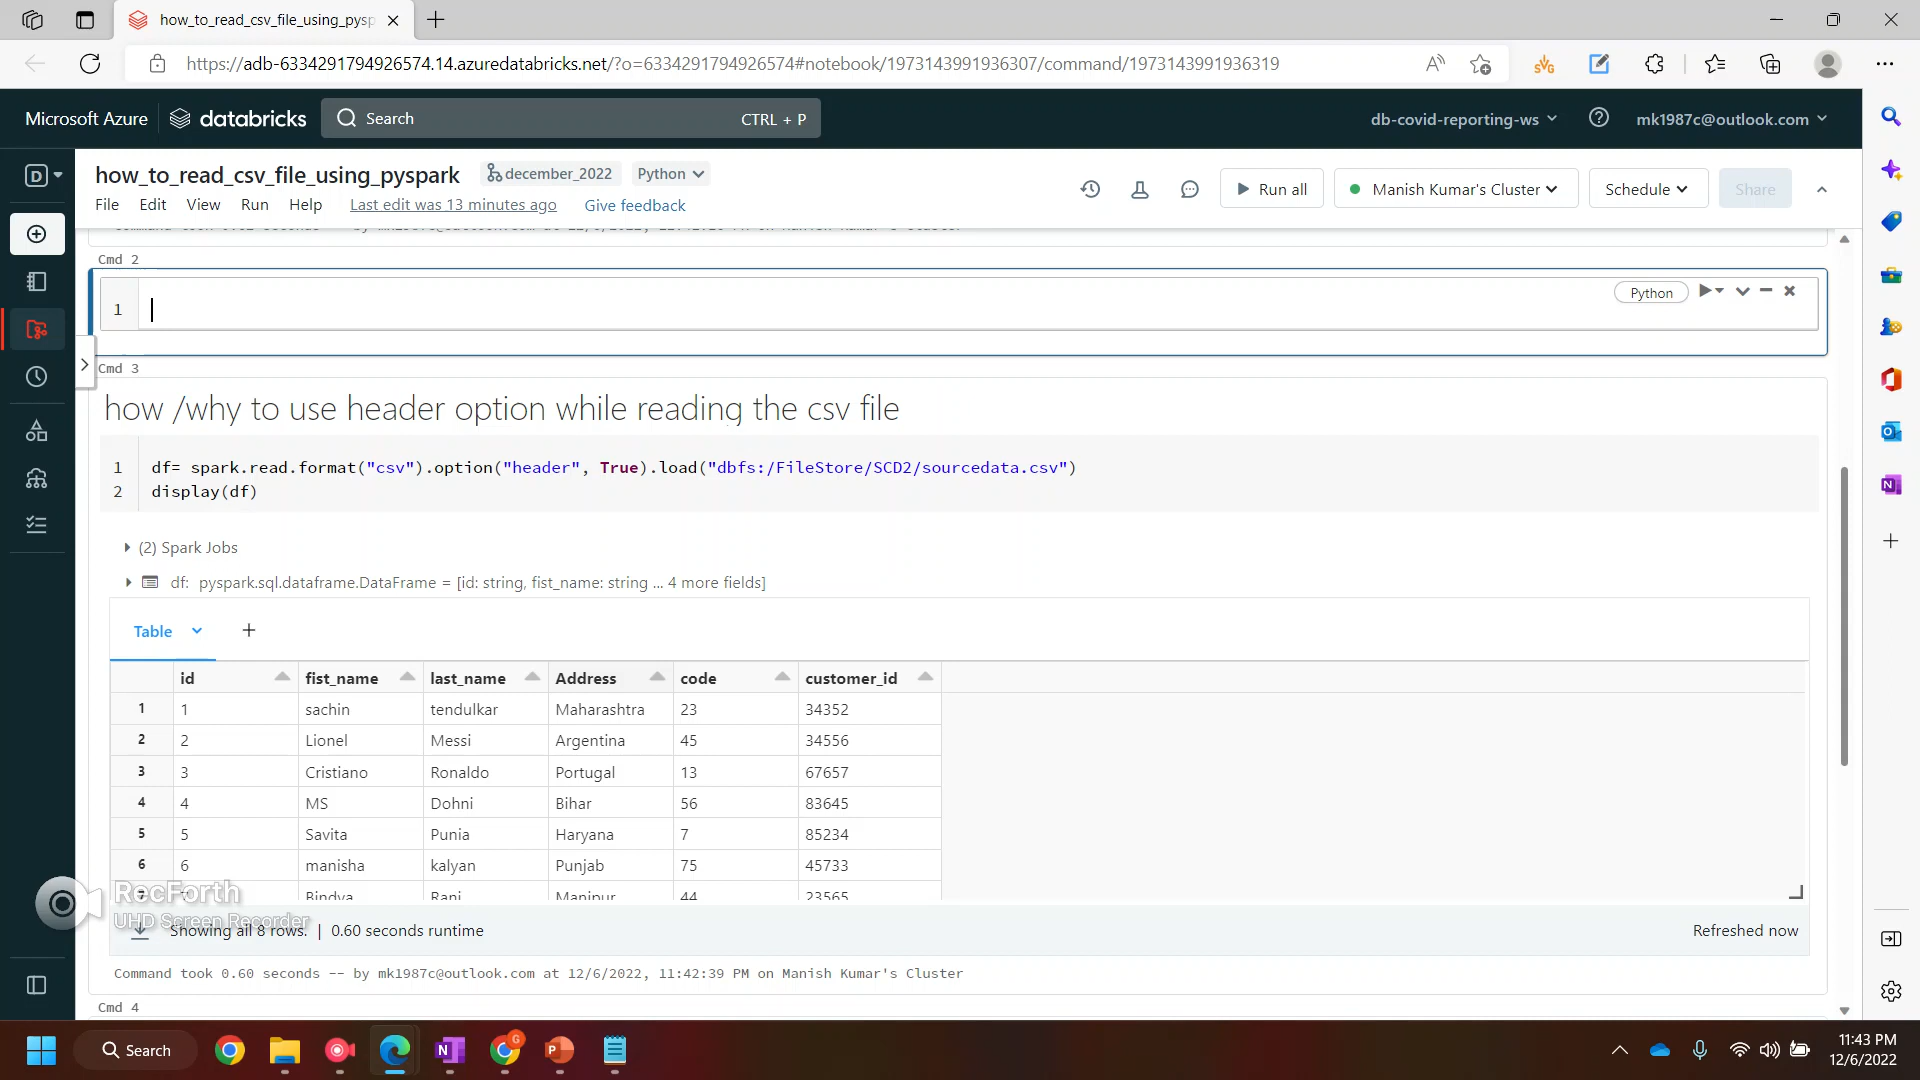 how_to_read_csv_file_using_pysp
https://adb-6334291794926574.14.azuredatabricks.net/?o=6334291794926574#notebook/1973143991936307/command/1973143991936319
Microsoft Azure databricks Search CTRL + P db-covid-reporting-ws mk1987c@outlook.com
how_to_read_csv_file_using_pyspark december_2022 Python
Run all Manish Kumar's Cluster Schedule Share
File Edit View Run Help Last edit was 13 minutes ago Give feedback
Cmd 2
1 Python
Cmd 3
how /why to use header option while reading the csv file
1 df= spark.read.format("csv").option("header", True).load("dbfs:/FileStore/SCD2/sourcedata.csv")
2 display(df)
(2) Spark Jobs
df: pyspark.sql.dataframe.DataFrame = [id: string, fist_name: string ... 4 more fields]
Table +
id fist_name last_name Address code customer_id
1 1 sachin tendulkar Maharashtra 23 34352
2 2 Lionel Messi Argentina 45 34556
3 3 Cristiano Ronaldo Portugal 13 67657
4 4 MS Dohni Bihar 56 83645
5 5 Savita Punia Haryana 7 85234
6 6 manisha kalyan Punjab 75 45733
Bindya Rani Manipur 44 23565
RecForth
UHD Screen Recorder
Showing all 8 rows. | 0.60 seconds runtime Refreshed now
Command took 0.60 seconds -- by mk1987c@outlook.com at 12/6/2022, 11:42:39 PM on Manish Kumar's Cluster
Cmd 4
Search
11:43 PM
12/6/2022